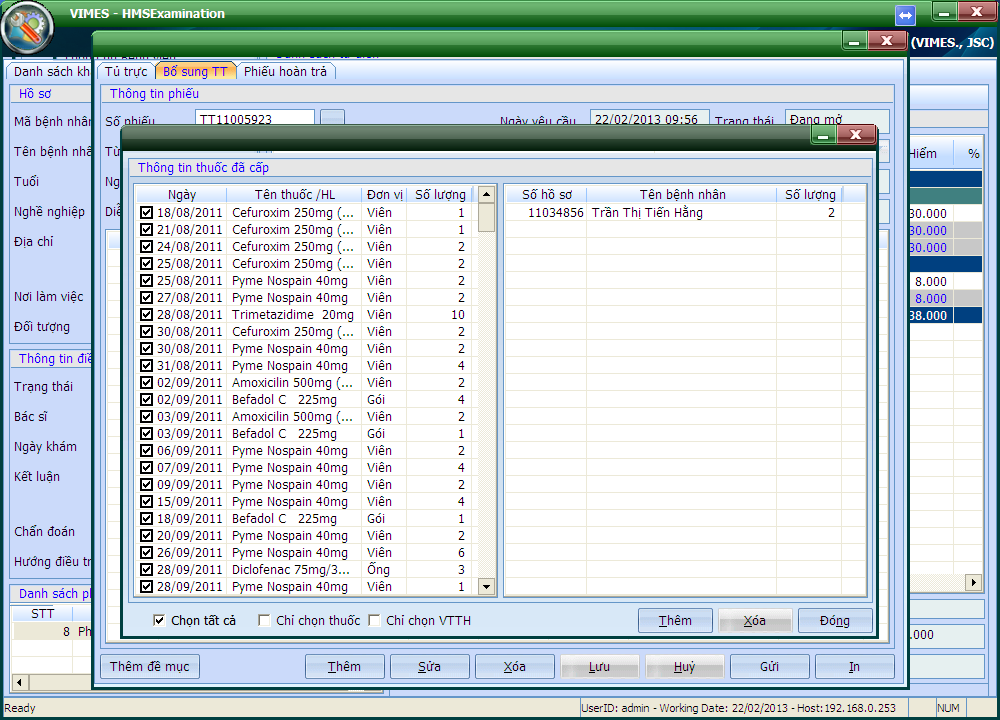 VIMES - HMSExamination
(VIMES., JSC)
Danh sách kh
Tủ trực
Bổ sung TT
Phiếu hoàn trả
Hồ sơ
Thông tin phiếu
Mã bệnh nhân
Số phiếu
TT11005923
Ngày yêu cầu
22/02/2013 09:56
Trạng thái
Đang mở
Tên bệnh nhâ
Tuổi
Nghề nghiệp
Địa chỉ
Nơi làm việc
Đối tượng
Thông tin điề
Trạng thái
Bác sĩ
Ngày khám
Kết luận
Chẩn đoán
Hướng điều tr
Danh sách ph
STT
8 Ph
Thông tin thuốc đã cấp
Ngày Tên thuốc /HL Đơn vị Số lượng
18/08/2011 Cefuroxim 250mg (... Viên 1
21/08/2011 Cefuroxim 250mg (... Viên 1
24/08/2011 Cefuroxim 250mg (... Viên 2
25/08/2011 Cefuroxim 250mg (... Viên 2
25/08/2011 Pyme Nospain 40mg Viên 2
27/08/2011 Pyme Nospain 40mg Viên 2
28/08/2011 Trimetazidime 20mg Viên 10
30/08/2011 Cefuroxim 250mg (... Viên 2
30/08/2011 Pyme Nospain 40mg Viên 2
31/08/2011 Pyme Nospain 40mg Viên 4
02/09/2011 Amoxicilin 500mg (... Viên 2
02/09/2011 Befadol C 225mg Gói 4
03/09/2011 Amoxicilin 500mg (... Viên 2
03/09/2011 Befadol C 225mg Gói 1
06/09/2011 Pyme Nospain 40mg Viên 2
07/09/2011 Pyme Nospain 40mg Viên 4
09/09/2011 Pyme Nospain 40mg Viên 2
15/09/2011 Pyme Nospain 40mg Viên 4
18/09/2011 Befadol C 225mg Gói 1
20/09/2011 Pyme Nospain 40mg Viên 2
26/09/2011 Pyme Nospain 40mg Viên 6
28/09/2011 Diclofenac 75mg/3... Ống 3
28/09/2011 Pyme Nospain 40mg Viên 1
Số hồ sơ Tên bệnh nhân Số lượng
11034856 Trần Thị Tiến Hằng 2
Chọn tất cả
Chỉ chọn thuốc
Chỉ chọn VTTH
Thêm
Xóa
Đóng
hiểm %
30.000
30.000
30.000
8.000
8.000
38.000
.000
Thêm đề mục
Thêm
Sửa
Xóa
Lưu
Huỷ
Gửi
In
Ready
UserID: admin - Working Date: 22/02/2013 - Host:192.168.0.253
NUM